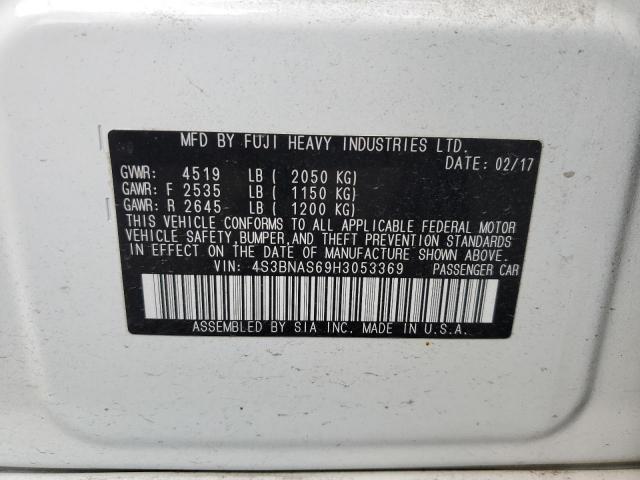 MFD BY FUJI HEAVY INDUSTRIES LTD.
DATE: 02/17
GVWR: 4519 LB ( 2050 KG)
GAWR: F 2535 LB ( 1150 KG)
GAWR: R 2645 LB ( 1200 KG)
THIS VEHICLE CONFORMS TO ALL APPLICABLE FEDERAL MOTOR
VEHICLE SAFETY,BUMPER,AND THEFT PREVENTION STANDARDS
IN EFFECT ON THE DATE OF MANUFACTURE SHOWN ABOVE.
VIN: 4S3BNAS69H3053369 PASSENGER CAR
ASSEMBLED BY SIA INC. MADE IN U.S.A.